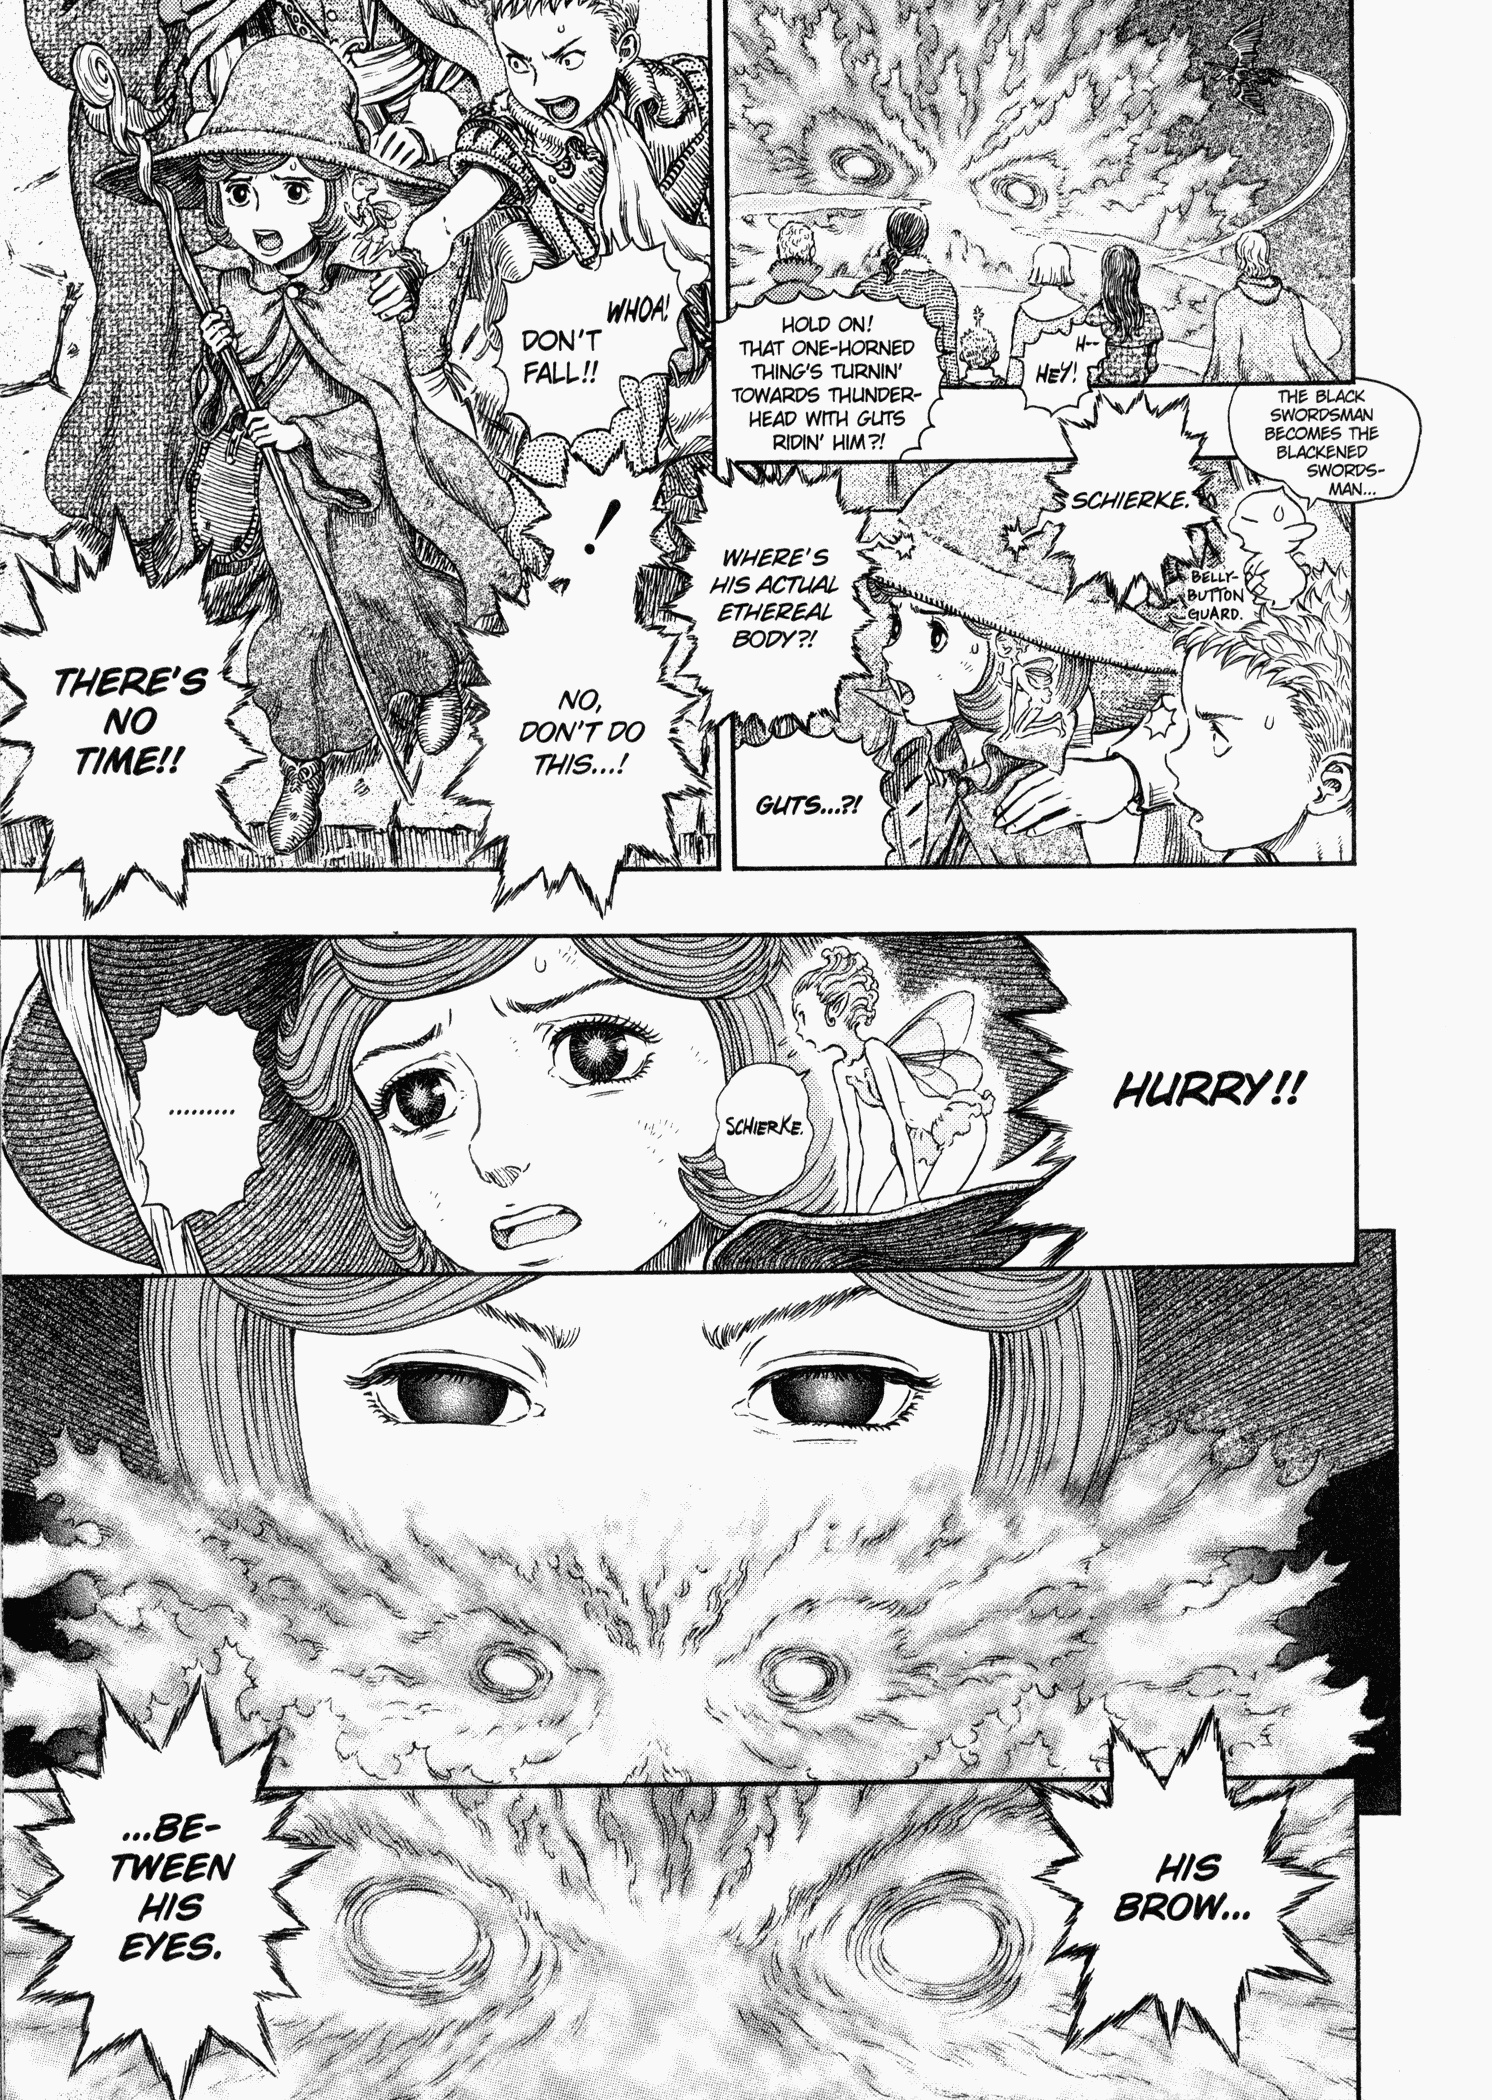 HOLD ON!
THAT ONE-HORNED
THING'S TURNIN'
TOWARDS THUNDER-
HEAD WITH GUTS
RIDIN' HIM?!
H--
HEY!
THE BLACK
SWORDSMAN
BECOMES THE
BLACKENED
SWORDS-
MAN...
BELLY-
BUTTON
GUARD.
SCHIERKE.
WHERE'S
HIS ACTUAL
ETHEREAL
BODY?!
GUTS...?!
WHOA!
DON'T
FALL!!
!
NO,
DON'T DO
THIS...!
THERE'S
NO
TIME!!
HURRY!!
SCHIERKE.
..........
HIS
BROW...
...BE-
TWEEN
HIS
EYES.